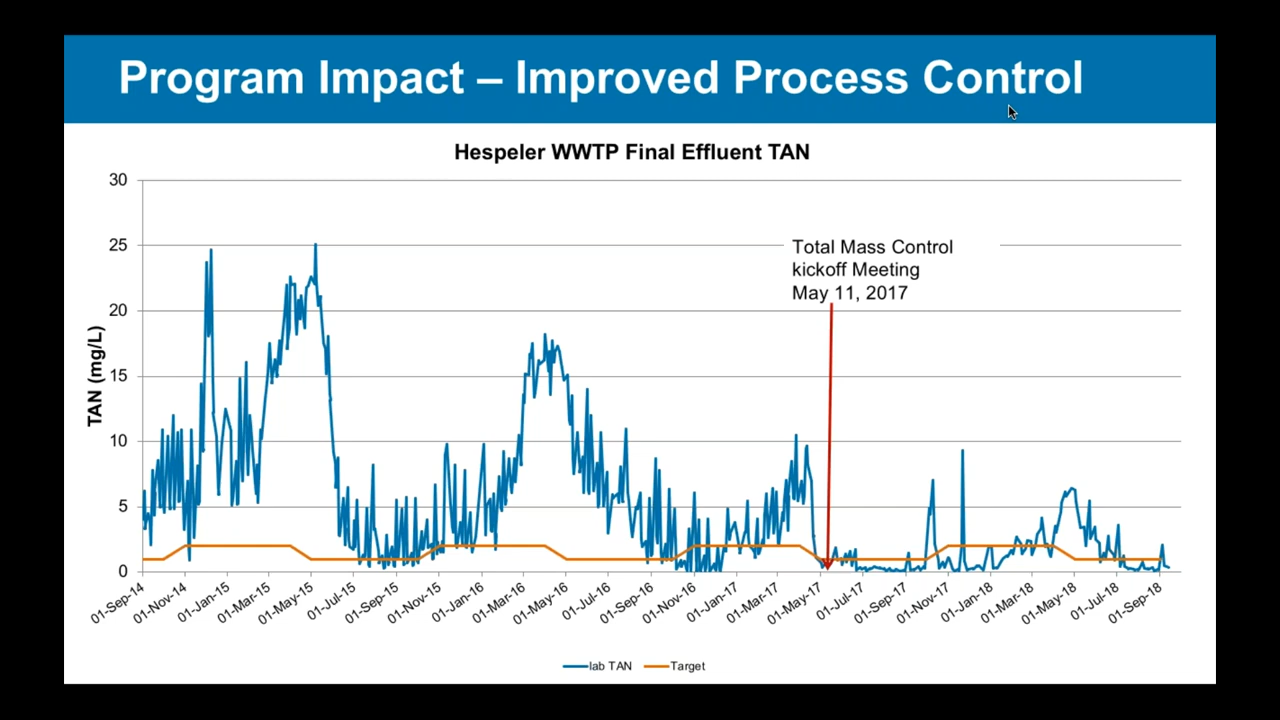 Program Impact – Improved Process Control
Hespeler WWTP Final Effluent TAN
30
25
20
15
10
5
0
TAN (mg/L)
Total Mass Control
kickoff Meeting
May 11, 2017
01-Sep-14
01-Nov-14
01-Jan-15
01-Mar-15
01-May-15
01-Jul-15
01-Sep-15
01-Nov-15
01-Jan-16
01-Mar-16
01-May-16
01-Jul-16
01-Sep-16
01-Nov-16
01-Jan-17
01-Mar-17
01-May-17
01-Jul-17
01-Sep-17
01-Nov-17
01-Jan-18
01-Mar-18
01-May-18
01-Jul-18
01-Sep-18
lab TAN
Target